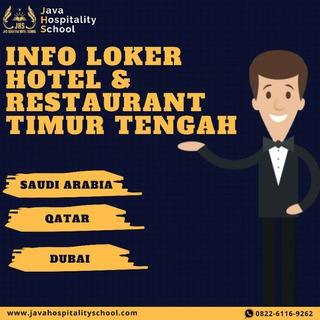 Java
Hospitality
School
JHS
INFO LOKER
HOTEL &
RESTAURANT
TIMUR TENGAH
SAUDI ARABIA
QATAR
DUBAI
www.javahospitalityschool.com
0822-6116-9262